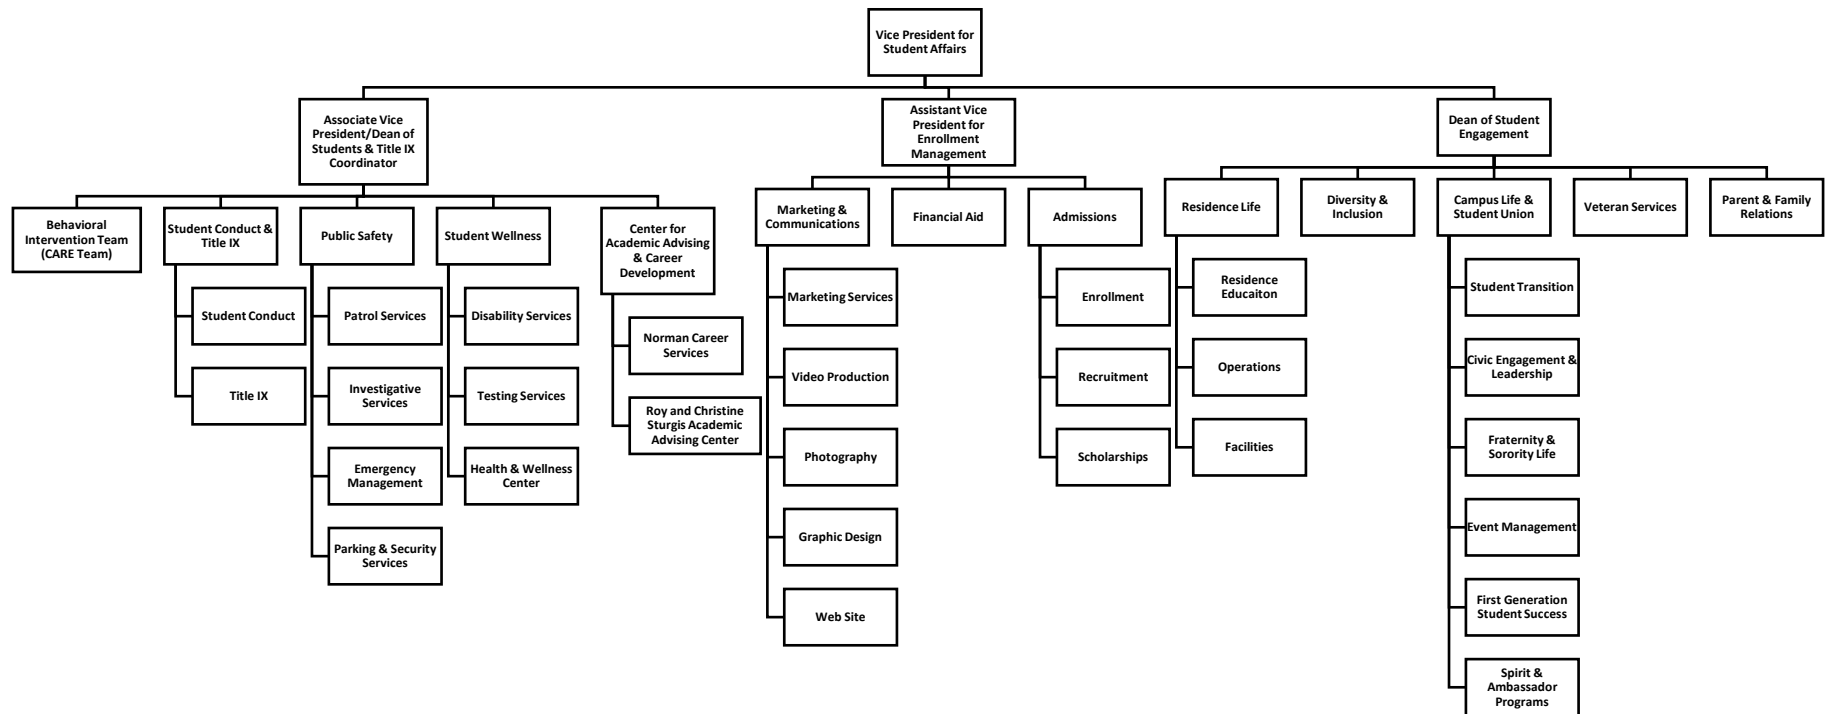 Vice President for
Student Affairs
Associate Vice
President/Dean of
Students & Title IX
Coordinator
Assistant Vice
President for
Enrollment
Management
Dean of Student
Engagement
Behavioral
Intervention Team
(CARE Team)
Student Conduct &
Title IX
Student Conduct
Title IX
Public Safety
Patrol Services
Investigative
Services
Emergency
Management
Parking & Security
Services
Student Wellness
Disability Services
Testing Services
Health & Wellness
Center
Center for
Academic Advising
& Career
Development
Norman Career
Services
Roy and Christine
Sturgis Academic
Advising Center
Marketing &
Communications
Marketing Services
Video Production
Photography
Graphic Design
Web Site
Financial Aid
Admissions
Enrollment
Recruitment
Scholarships
Residence Life
Residence
Educaiton
Operations
Facilities
Diversity &
Inclusion
Campus Life &
Student Union
Student Transition
Civic Engagement &
Leadership
Fraternity &
Sorority Life
Event Management
First Generation
Student Success
Spirit &
Ambassador
Programs
Veteran Services
Parent & Family
Relations